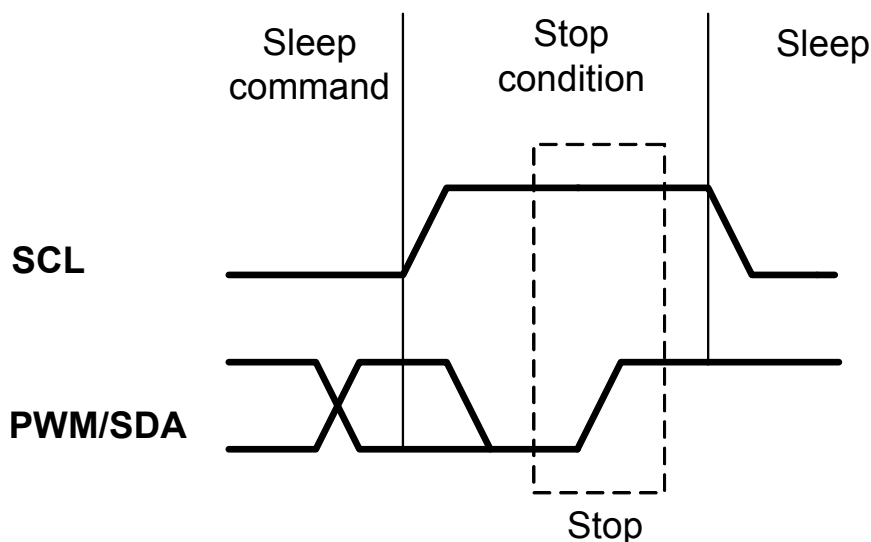 Sleep
command
Stop
condition
Sleep
SCL
PWM/SDA
Stop